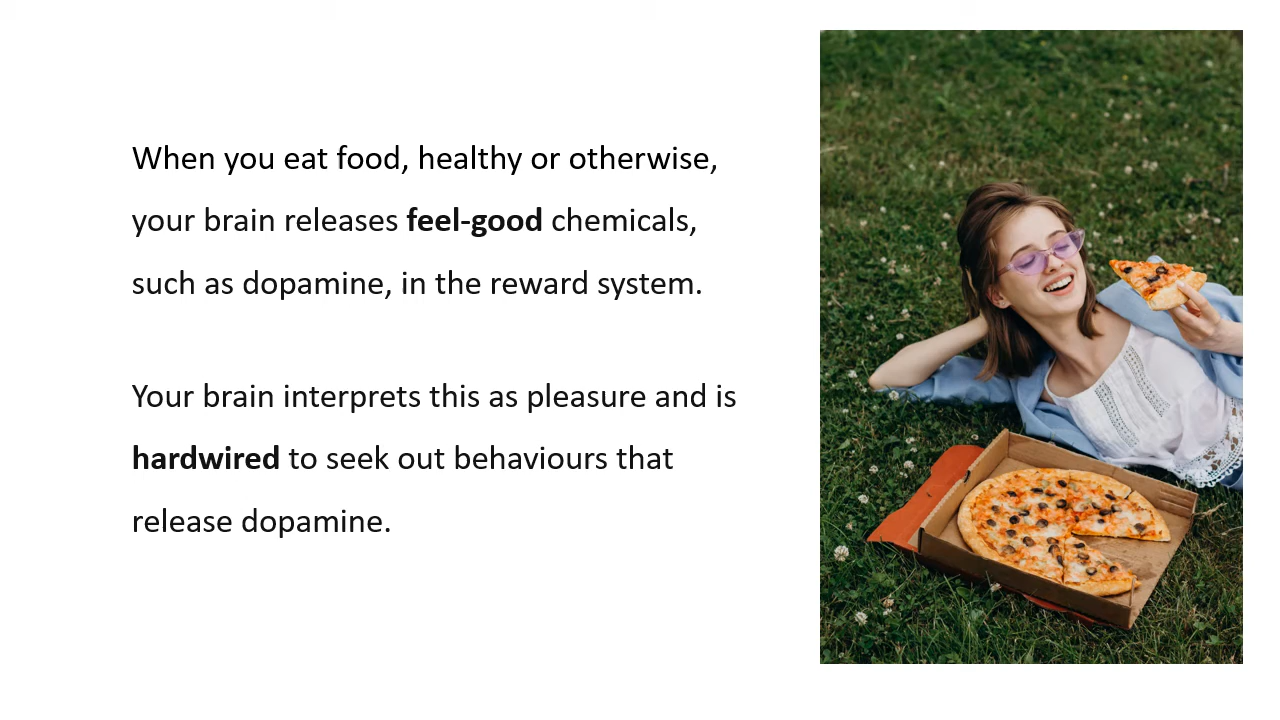 When you eat food, healthy or otherwise,
your brain releases feel-good chemicals,
such as dopamine, in the reward system.
Your brain interprets this as pleasure and is
hardwired to seek out behaviours that
release dopamine.